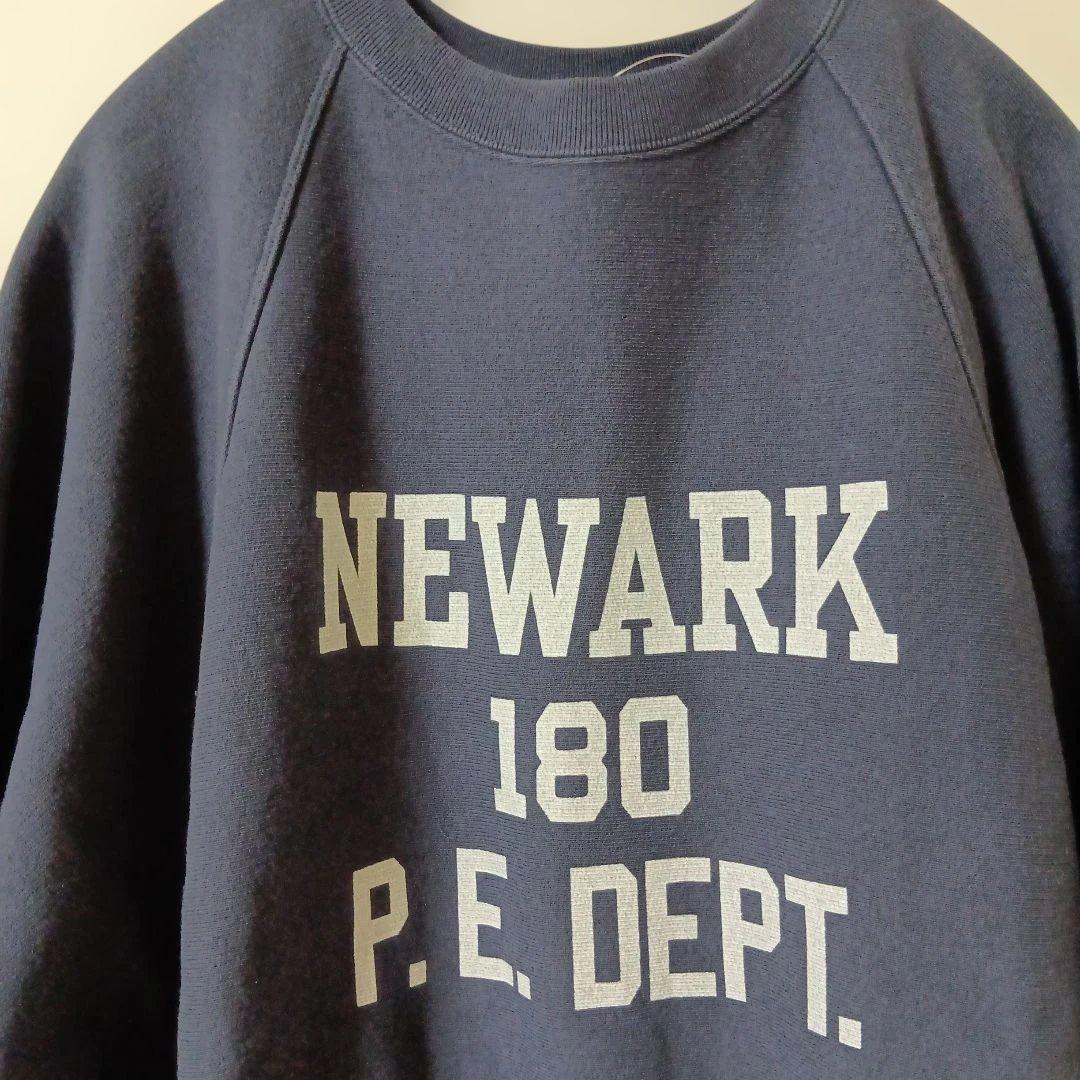 NEWARK
180
P. E. DEPT.